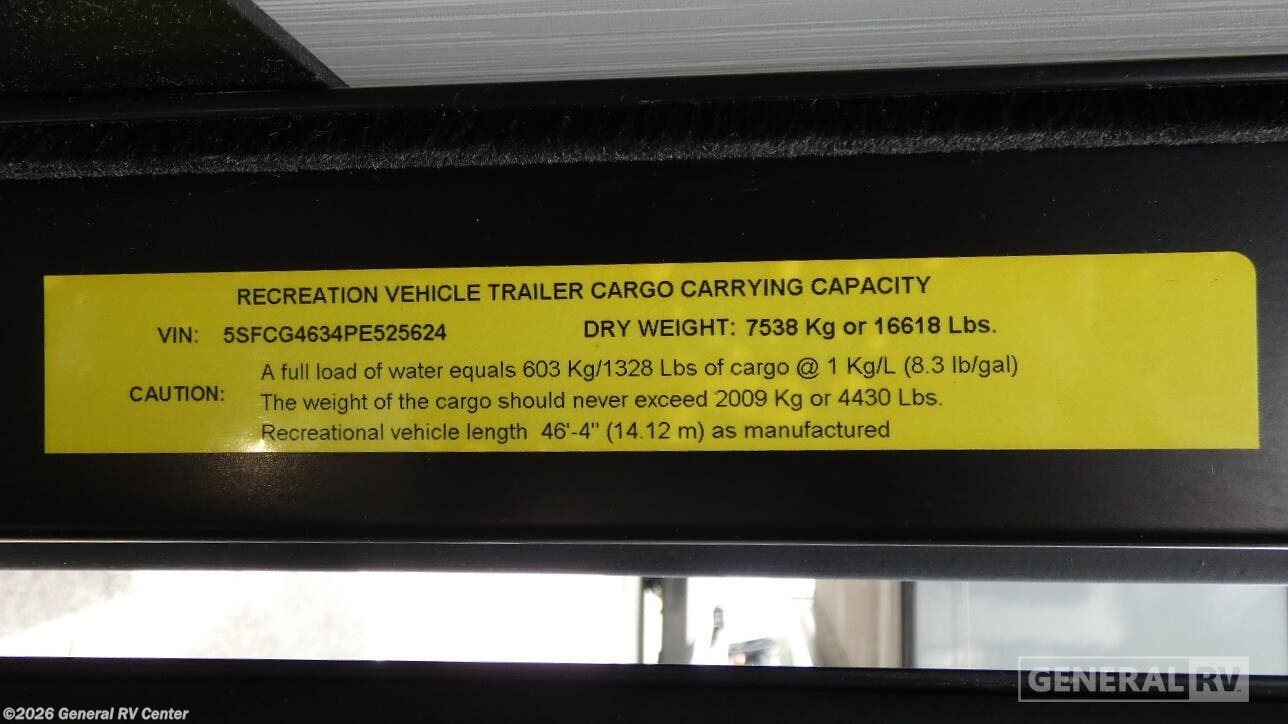 RECREATION VEHICLE TRAILER CARGO CARRYING CAPACITY
VIN: 5SFCG4634PE525624 DRY WEIGHT: 7538 Kg or 16618 Lbs.
A full load of water equals 603 Kg/1328 Lbs of cargo @ 1 Kg/L (8.3 lb/gal)
CAUTION: The weight of the cargo should never exceed 2009 Kg or 4430 Lbs.
Recreational vehicle length 46'-4" (14.12 m) as manufactured
GENERAL RV
©2026 General RV Center